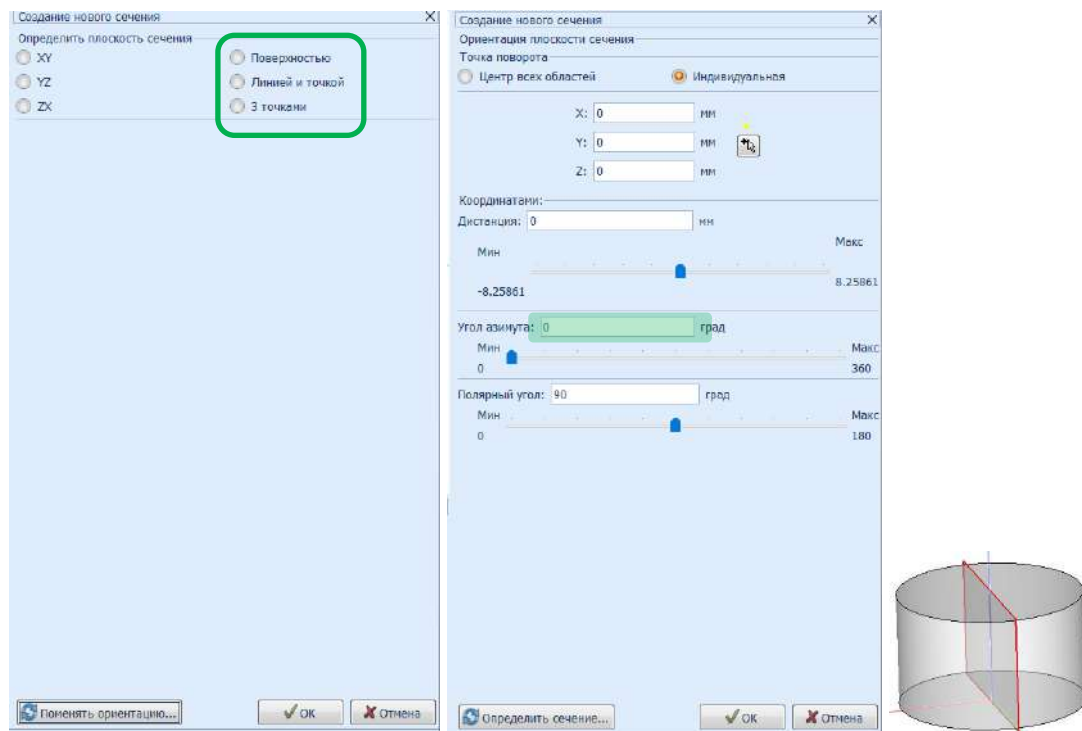 Создание нового сечения
Определить плоскость сечения
XY
Поверхностью
YZ
Линией и точкой
ZX
3 точками
Поменять ориентацию...
ОК
Отмена
Создание нового сечения
Ориентация плоскости сечения
Точка поворота
Центр всех областей
Индивидуальная
X: 0 мм
Y: 0 мм
Z: 0 мм
Координатами:
Дистанция: 0 мм
Мин
Макс
-8.25861
8.25861
Угол азимута: 0 град
Мин
Макс
0
360
Полярный угол: 90 град
Мин
Макс
0
180
Определить сечение...
ОК
Отмена